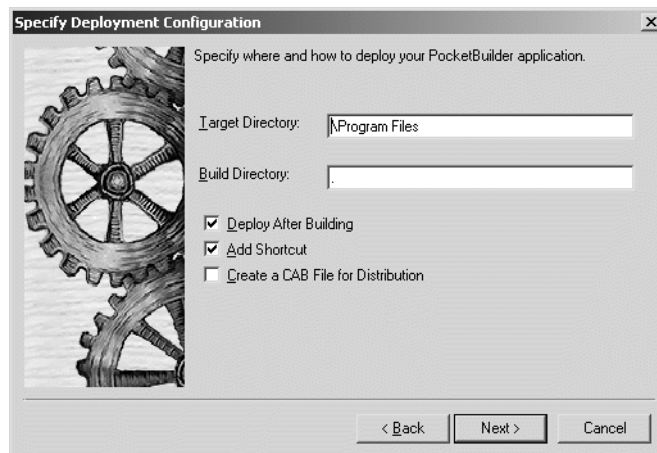 Specify Deployment Configuration
Specify where and how to deploy your PocketBuilder application.
Target Directory: \Program Files
Build Directory: .
Deploy After Building
Add Shortcut
Create a CAB File for Distribution
< Back Next > Cancel